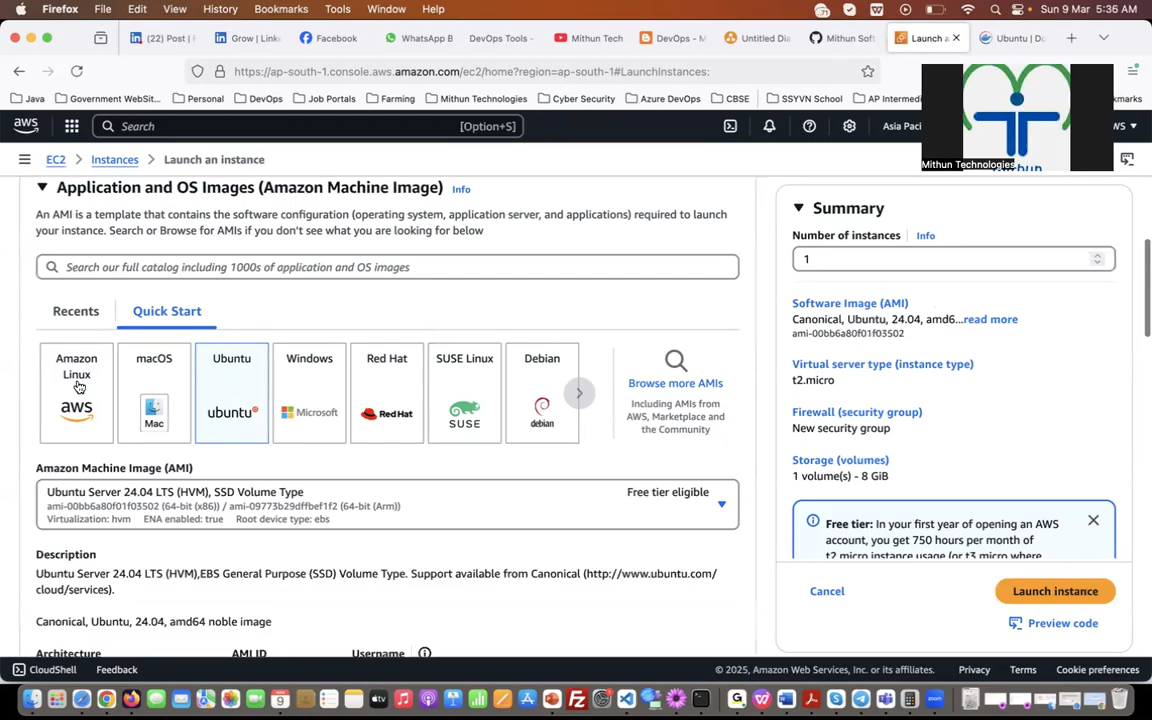 Firefox File Edit View History Bookmarks Tools Window Help Sun 9 Mar 5:36 AM
(22) Post | Grow | Link Facebook WhatsApp B DevOps Tools - Mithun Tech DevOps – M Untitled Dia Mithun Soft Launch a Ubuntu | Do
https://ap-south-1.console.aws.amazon.com/ec2/home?region=ap-south-1#LaunchInstances:
Java Government WebSit... Personal DevOps Job Portals Farming Mithun Technologies Cyber Security Azure DevOps CBSE SSYVN School AP Intermedi kmarks
aws Search [Option+S] Asia Paci WS
Mithun Technologies
EC2 > Instances > Launch an instance
Application and OS Images (Amazon Machine Image) Info
An AMI is a template that contains the software configuration (operating system, application server, and applications) required to launch
your instance. Search or Browse for AMIs if you don't see what you are looking for below
Search our full catalog including 1000s of application and OS images
Recents Quick Start
Amazon Linux
aws
macOS
Mac
Ubuntu
ubuntu
Windows
Microsoft
Red Hat
Red Hat
SUSE Linux
SUSE
Debian
debian
Browse more AMIs
Including AMIs from
AWS, Marketplace and
the Community
Amazon Machine Image (AMI)
Ubuntu Server 24.04 LTS (HVM), SSD Volume Type Free tier eligible
ami-00bb6a80f01f03502 (64-bit (x86)) / ami-09773b29dffbef1f2 (64-bit (Arm))
Virtualization: hvm ENA enabled: true Root device type: ebs
Description
Ubuntu Server 24.04 LTS (HVM),EBS General Purpose (SSD) Volume Type. Support available from Canonical (http://www.ubuntu.com/
cloud/services).
Canonical, Ubuntu, 24.04, amd64 noble image
Architecture AMI ID Username
Summary
Number of instances Info
1
Software Image (AMI)
Canonical, Ubuntu, 24.04, amd6...read more
ami-00bb6a80f01f03502
Virtual server type (instance type)
t2.micro
Firewall (security group)
New security group
Storage (volumes)
1 volume(s) - 8 GiB
Free tier: In your first year of opening an AWS
account, you get 750 hours per month of
t2.micro instance usage (or t3.micro where
Cancel Launch instance
Preview code
CloudShell Feedback © 2025, Amazon Web Services, Inc. or its affiliates. Privacy Terms Cookie preferences